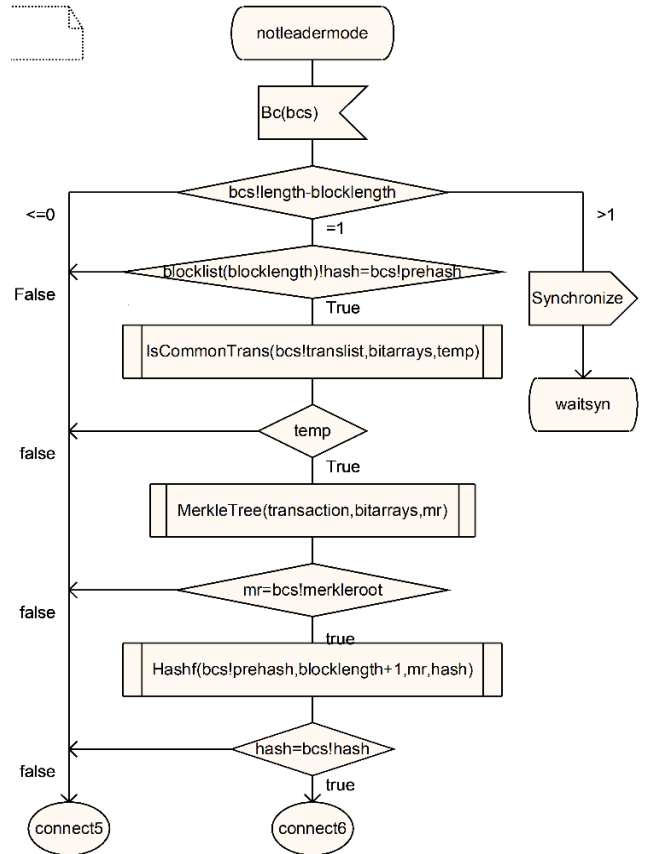 notleadermode
Bc(bcs)
bcs!length-blocklength
<=0
=1
>1
blocklist(blocklength)!hash=bcs!prehash
False
True
Synchronize
IsCommonTrans(bcs!translist,bitarrays,temp)
waitsyn
temp
false
True
MerkleTree(transaction,bitarrays,mr)
mr=bcs!merkleroot
false
true
Hashf(bcs!prehash,blocklength+1,mr,hash)
hash=bcs!hash
false
true
connect5
connect6